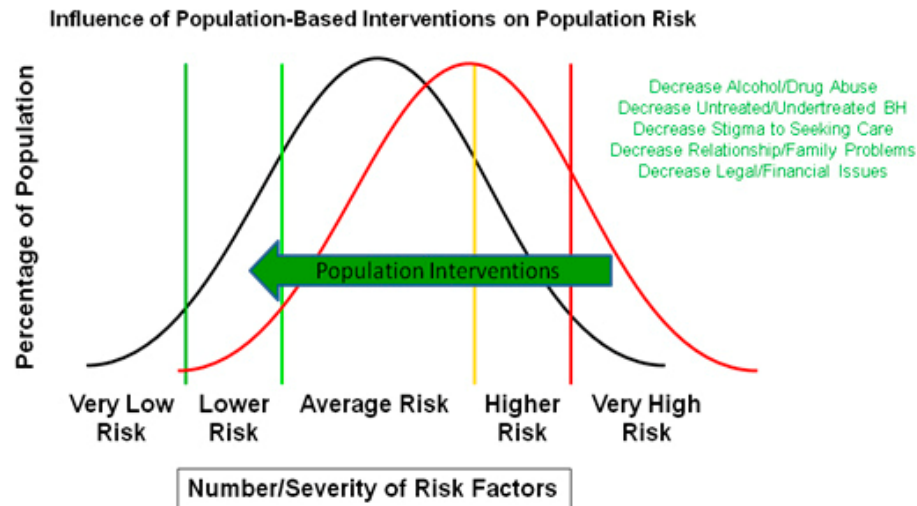 Influence of Population-Based Interventions on Population Risk
Percentage of Population
Decrease Alcohol/Drug Abuse
Decrease Untreated/Undertreated BH
Decrease Stigma to Seeking Care
Decrease Relationship/Family Problems
Decrease Legal/Financial Issues
Population Interventions
Very Low
Risk
Lower
Risk
Average Risk
Higher
Risk
Very High
Risk
Number/Severity of Risk Factors